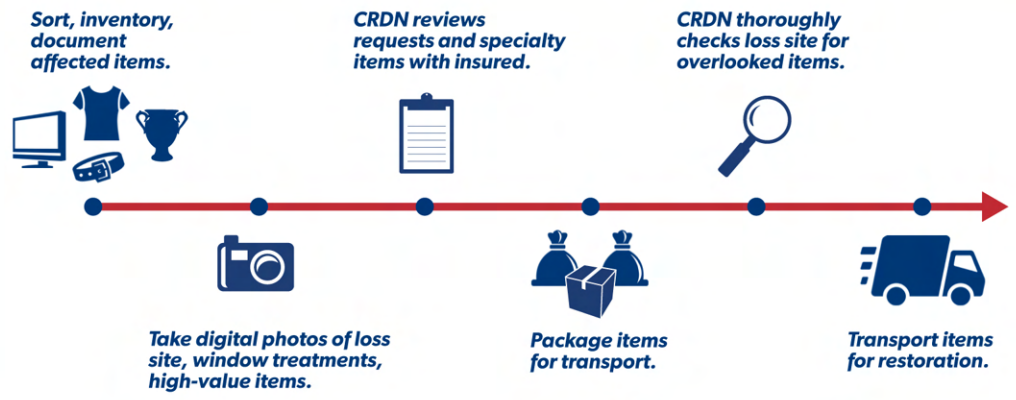 Sort, inventory,
document
affected items.
CRDN reviews
requests and specialty
items with insured.
CRDN thoroughly
checks loss site for
overlooked items.
Take digital photos of loss
site, window treatments,
high-value items.
Package items
for transport.
Transport items
for restoration.